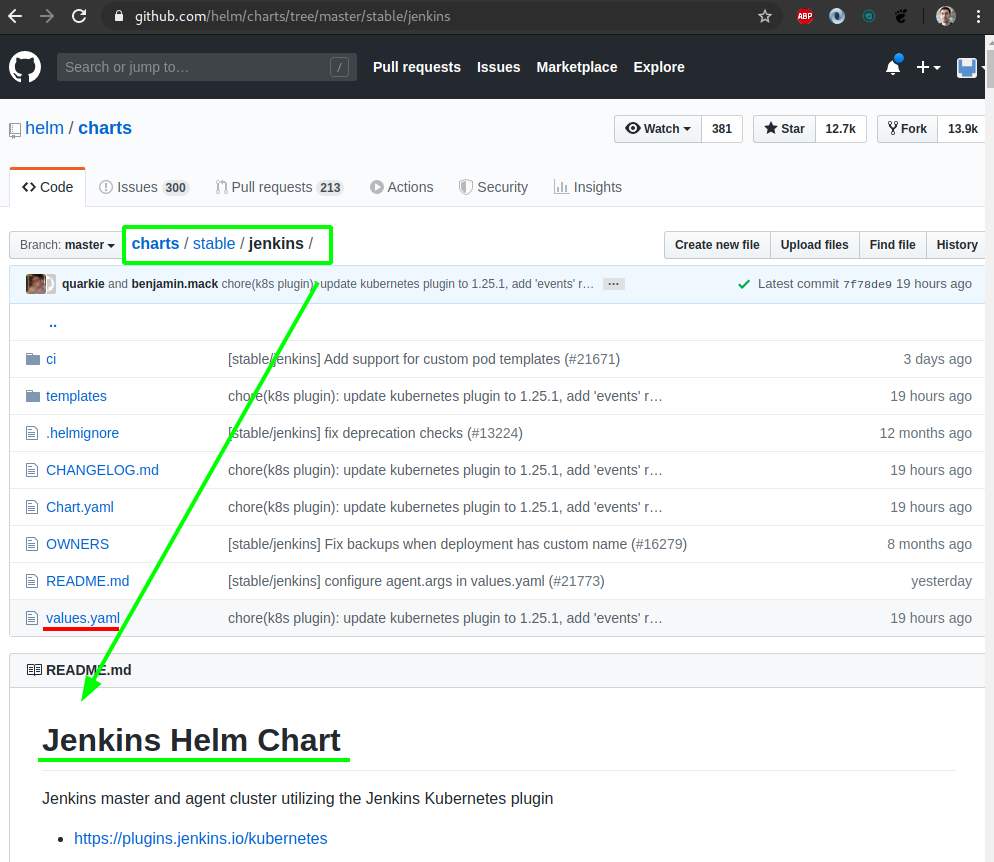 github.com/helm/charts/tree/master/stable/jenkins
ABP
Search or jump to…
/
Pull requests Issues Marketplace Explore
helm / charts
Watch 381 Star 12.7k Fork 13.9k
Code Issues 300 Pull requests 213 Actions Security Insights
Branch: master charts / stable / jenkins / Create new file Upload files Find file History
quarkie and benjamin.mack chore(k8s plugin): update kubernetes plugin to 1.25.1, add 'events' r… … Latest commit 7f78de9 19 hours ago
..
ci [stable/jenkins] Add support for custom pod templates (#21671) 3 days ago
templates chore(k8s plugin): update kubernetes plugin to 1.25.1, add 'events' r… 19 hours ago
.helmignore [stable/jenkins] fix deprecation checks (#13224) 12 months ago
CHANGELOG.md chore(k8s plugin): update kubernetes plugin to 1.25.1, add 'events' r… 19 hours ago
Chart.yaml chore(k8s plugin): update kubernetes plugin to 1.25.1, add 'events' r… 19 hours ago
OWNERS [stable/jenkins] Fix backups when deployment has custom name (#16279) 8 months ago
README.md [stable/jenkins] configure agent.args in values.yaml (#21773) yesterday
values.yaml chore(k8s plugin): update kubernetes plugin to 1.25.1, add 'events' r… 19 hours ago
README.md
Jenkins Helm Chart
Jenkins master and agent cluster utilizing the Jenkins Kubernetes plugin
• https://plugins.jenkins.io/kubernetes